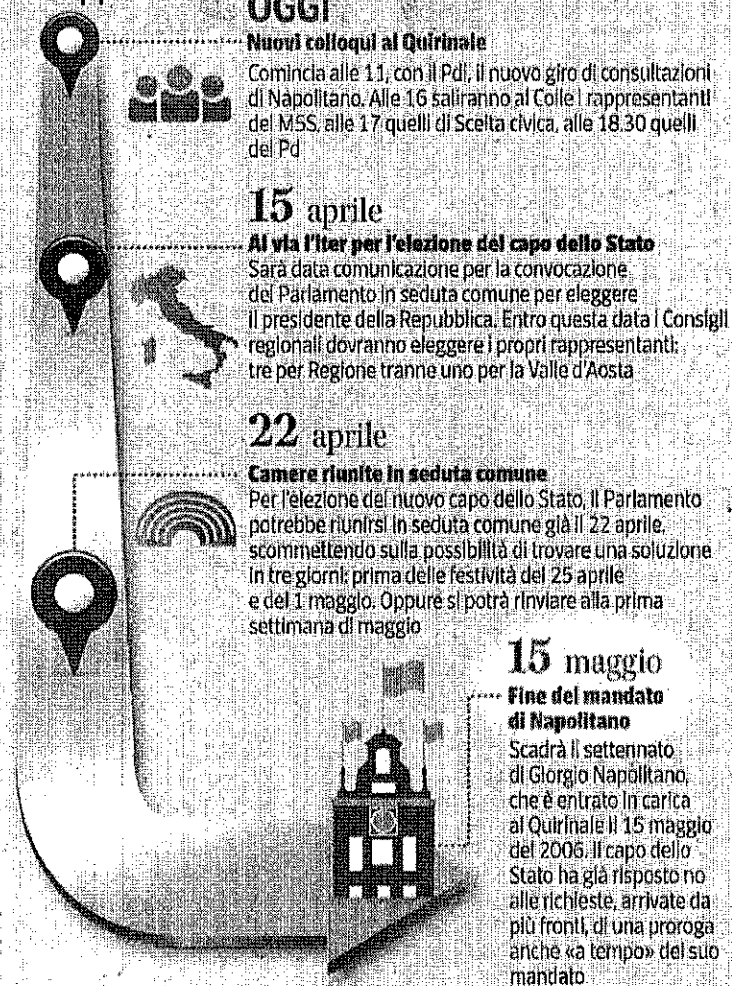 OGGI
Nuovi colloqui al Quirinale
Comincia alle 11, con il Pdl, il nuovo giro di consultazioni
di Napolitano. Alle 16 saliranno al Colle i rappresentanti
del M5S, alle 17 quelli di Scelta civica, alle 18.30 quelli
del Pd
15 aprile
Al via l'iter per l'elezione del capo dello Stato
Sarà data comunicazione per la convocazione
del Parlamento in seduta comune per eleggere
il presidente della Repubblica. Entro questa data i Consigli
regionali dovranno eleggere i propri rappresentanti:
tre per Regione tranne uno per la Valle d'Aosta
22 aprile
Camere riunite in seduta comune
Per l'elezione del nuovo capo dello Stato, il Parlamento
potrebbe riunirsi in seduta comune già il 22 aprile,
scommettendo sulla possibilità di trovare una soluzione
in tre giorni: prima delle festività del 25 aprile
e del 1 maggio. Oppure si potrà rinviare alla prima
settimana di maggio
15 maggio
Fine del mandato
di Napolitano
Scadrà il settennato
di Giorgio Napolitano,
che è entrato in carica
al Quirinale il 15 maggio
del 2006. Il capo dello
Stato ha già risposto no
alle richieste, arrivate da
più fronti, di una proroga
anche «a tempo» del suo
mandato